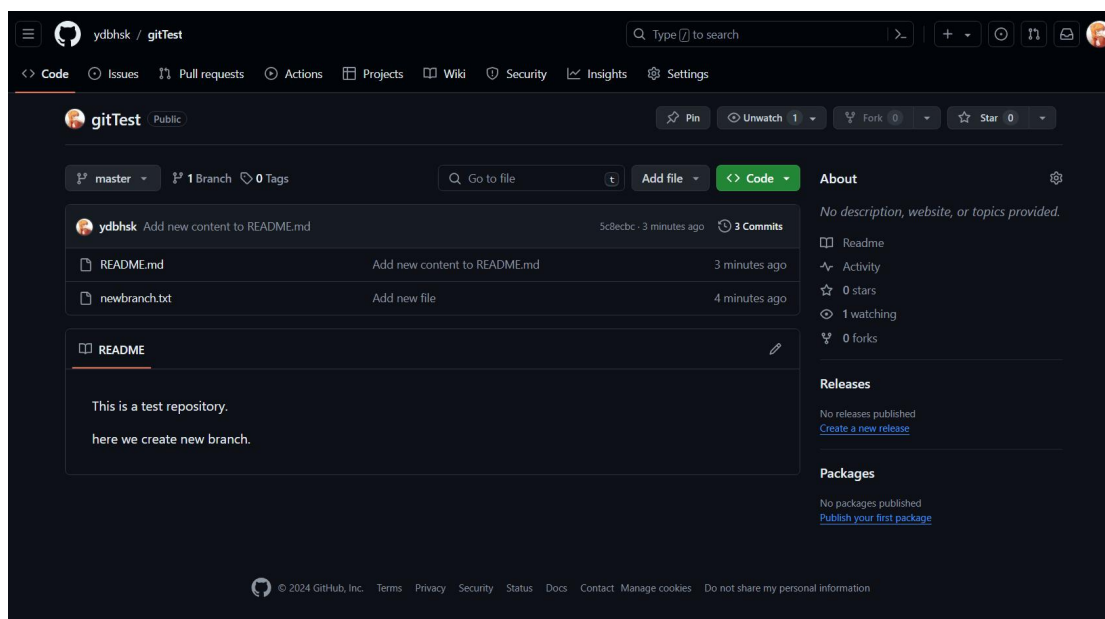 ydbhsk / gitTest
Type / to search
Code Issues Pull requests Actions Projects Wiki Security Insights Settings
gitTest Public
Pin Unwatch 1 Fork 0 Star 0
master 1 Branch 0 Tags
Go to file t Add file Code
ydbhsk Add new content to README.md 5c8ecbc · 3 minutes ago 3 Commits
README.md Add new content to README.md 3 minutes ago
newbranch.txt Add new file 4 minutes ago
README
This is a test repository.
here we create new branch.
About
No description, website, or topics provided.
Readme
Activity
0 stars
1 watching
0 forks
Releases
No releases published
Create a new release
Packages
No packages published
Publish your first package
© 2024 GitHub, Inc. Terms Privacy Security Status Docs Contact Manage cookies Do not share my personal information